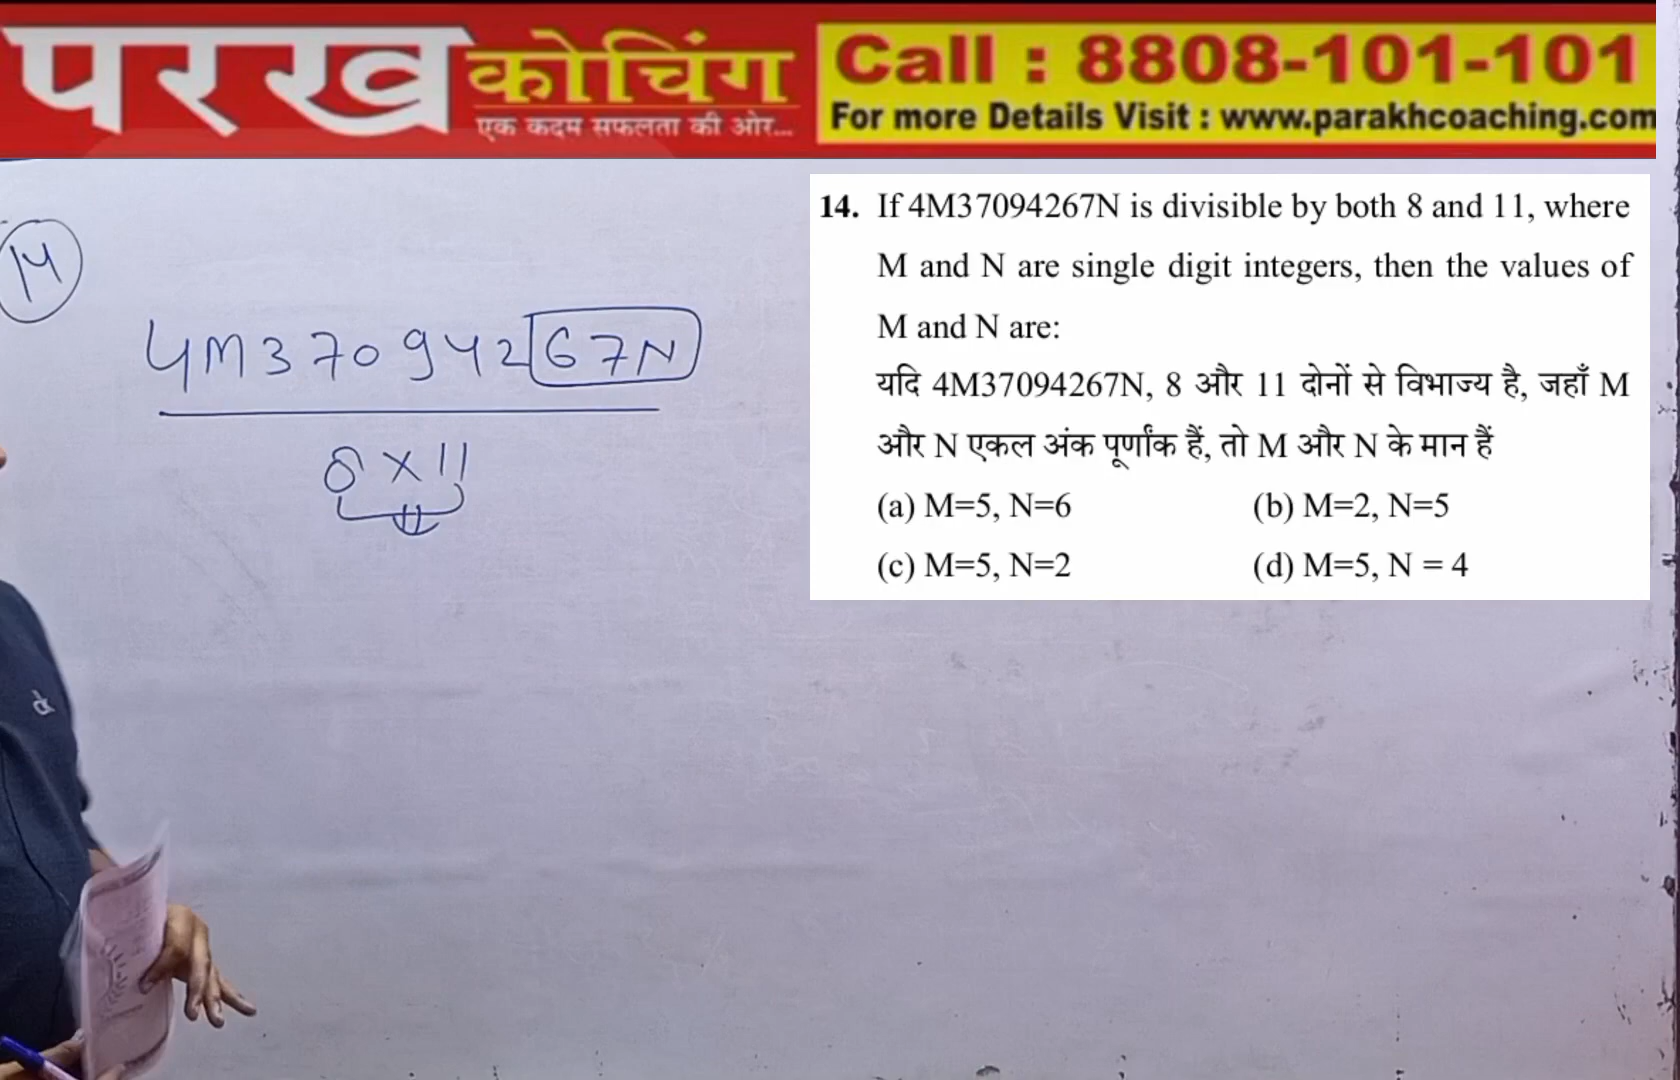 परख कोचिंग
एक कदम सफलता की ओर...
Call : 8808-101-101
For more Details Visit : www.parakhcoaching.com
14
4M3709426 7N
8 × 11
14. If 4M37094267N is divisible by both 8 and 11, where
M and N are single digit integers, then the values of
M and N are:
यदि 4M37094267N, 8 और 11 दोनों से विभाज्य है, जहाँ M
और N एकल अंक पूर्णांक हैं, तो M और N के मान हैं
(a) M=5, N=6 (b) M=2, N=5
(c) M=5, N=2 (d) M=5, N = 4